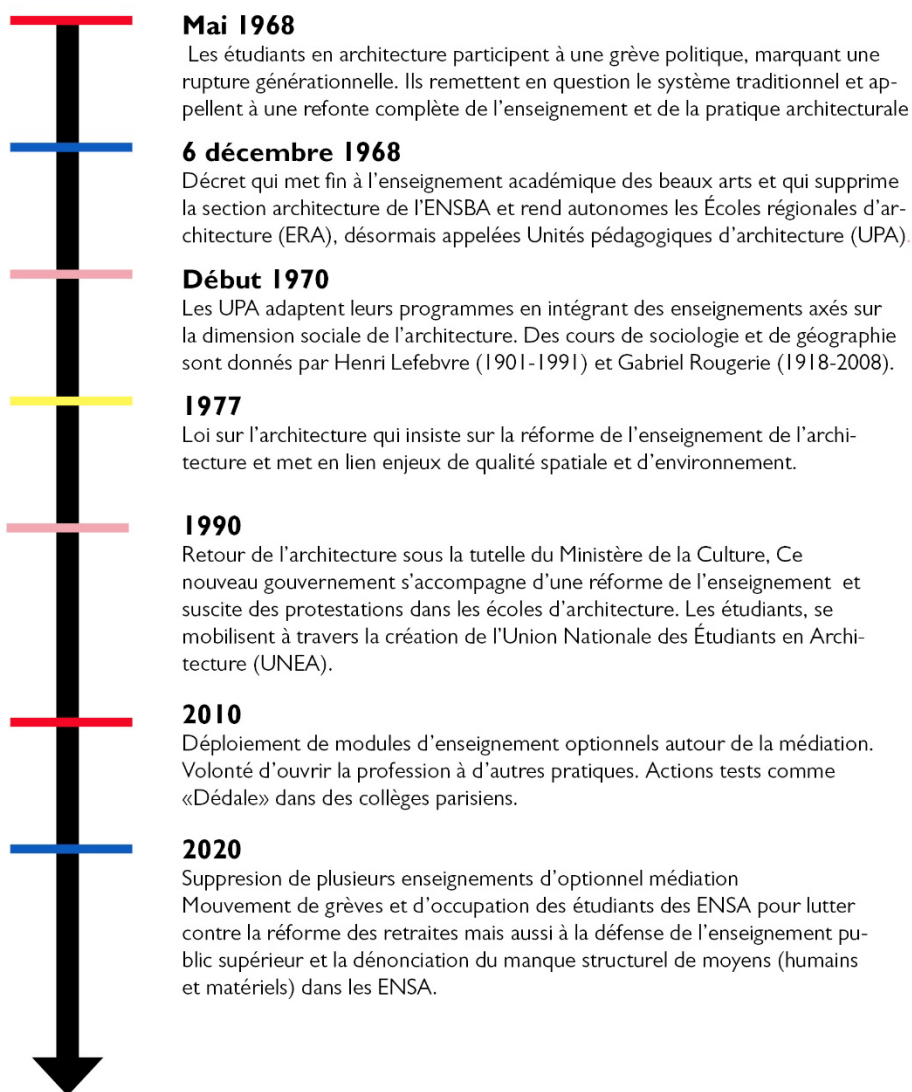 Mai 1968
Les étudiants en architecture participent à une grève politique, marquant une
rupture générationnelle. Ils remettent en question le système traditionnel et ap-
pellent à une refonte complète de l'enseignement et de la pratique architecturale
6 décembre 1968
Décret qui met fin à l'enseignement académique des beaux arts et qui supprime
la section architecture de l'ENSBA et rend autonomes les Écoles régionales d'ar-
chitecture (ERA), désormais appelées Unités pédagogiques d'architecture (UPA).
Début 1970
Les UPA adaptent leurs programmes en intégrant des enseignements axés sur
la dimension sociale de l'architecture. Des cours de sociologie et de géographie
sont donnés par Henri Lefebvre (1901-1991) et Gabriel Rougerie (1918-2008).
1977
Loi sur l'architecture qui insiste sur la réforme de l'enseignement de l'archi-
tecture et met en lien enjeux de qualité spatiale et d'environnement.
1990
Retour de l'architecture sous la tutelle du Ministère de la Culture, Ce
nouveau gouvernement s'accompagne d'une réforme de l'enseignement et
suscite des protestations dans les écoles d'architecture. Les étudiants, se
mobilisent à travers la création de l'Union Nationale des Étudiants en Archi-
tecture (UNEA).
2010
Déploiement de modules d'enseignement optionnels autour de la médiation.
Volonté d'ouvrir la profession à d'autres pratiques. Actions tests comme
«Dédale» dans des collèges parisiens.
2020
Suppresion de plusieurs enseignements d'optionnel médiation
Mouvement de grèves et d'occupation des étudiants des ENSA pour lutter
contre la réforme des retraites mais aussi à la défense de l'enseignement pu-
blic supérieur et la dénonciation du manque structurel de moyens (humains
et matériels) dans les ENSA.